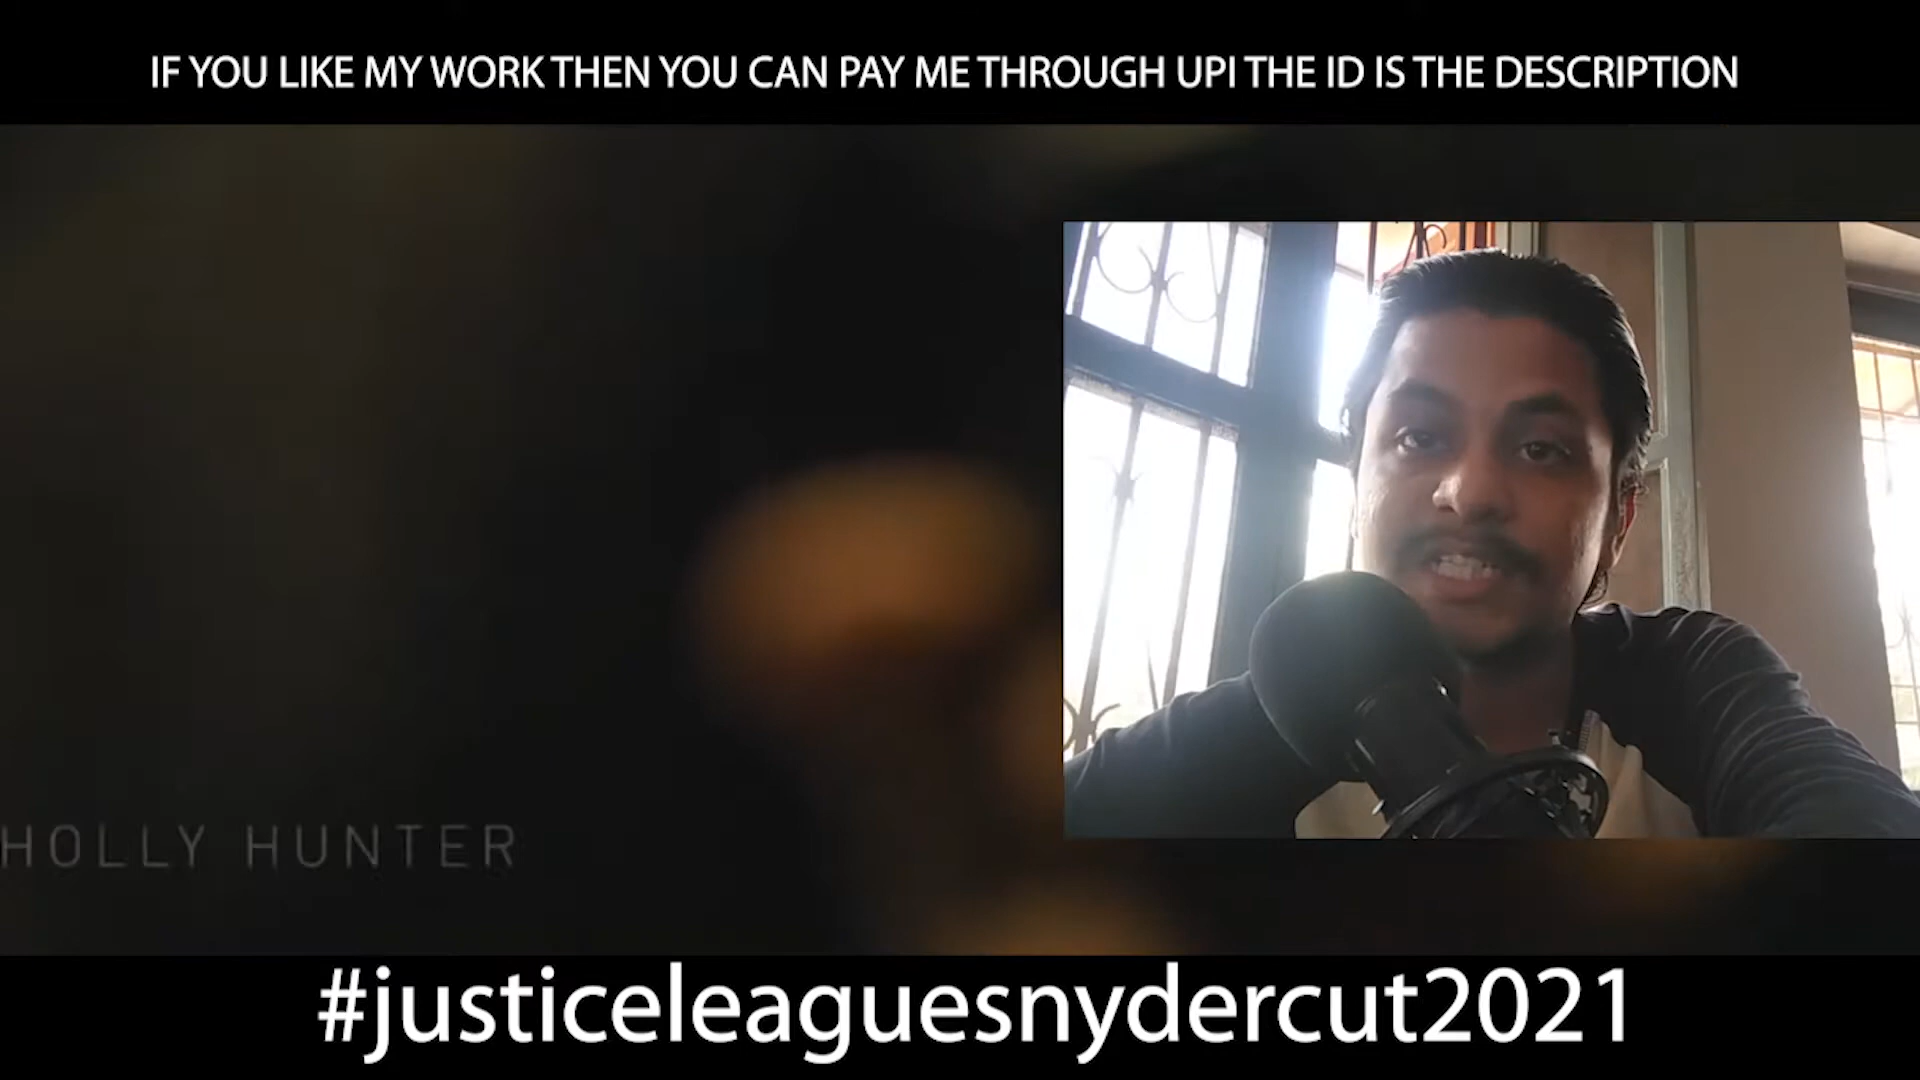 IF YOU LIKE MY WORK THEN YOU CAN PAY ME THROUGH UPI THE ID IS THE DESCRIPTION
HOLLY HUNTER
#justiceleaguesnydercut2021